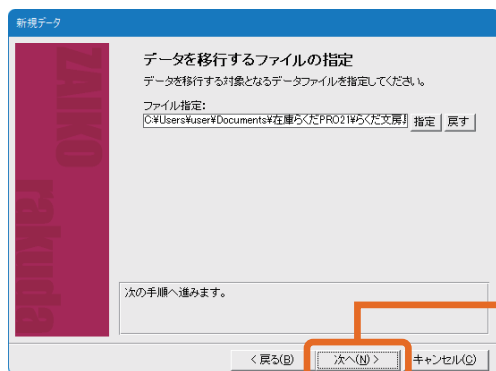 新規データ
ZAIKO
rakuda
データを移行するファイルの指定
データを移行する対象となるデータファイルを指定してください。
ファイル指定:
C:¥Users¥user¥Documents¥在庫らくだPRO21¥らくだ文房 指定 戻す
次の手順へ進みます。
< 戻る(B) 次へ(N) > キャンセル(C)